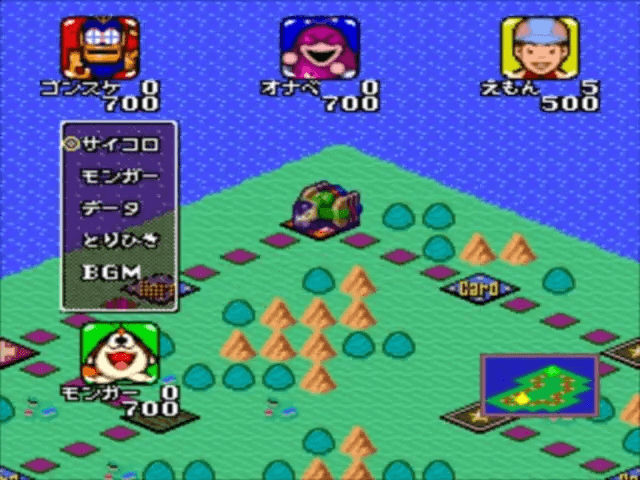 ゴンスケ 0
700
オナベ 0
700
えもん 5
500
サイコロ
モンガー
データ
とりひき
BGM
Card
モンガー 0
700